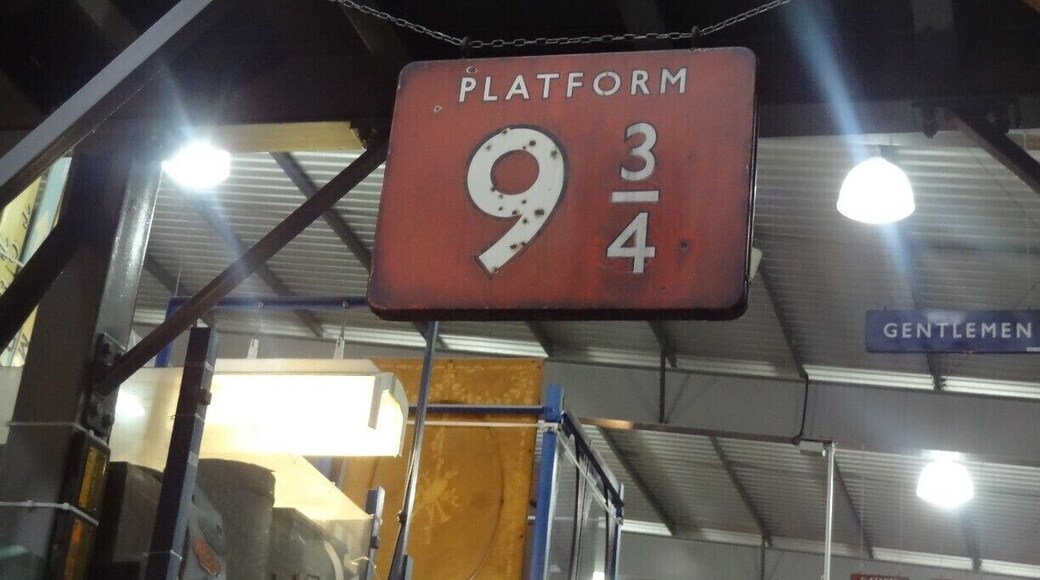 PLATFORM
9 3/4
GENTLEMEN